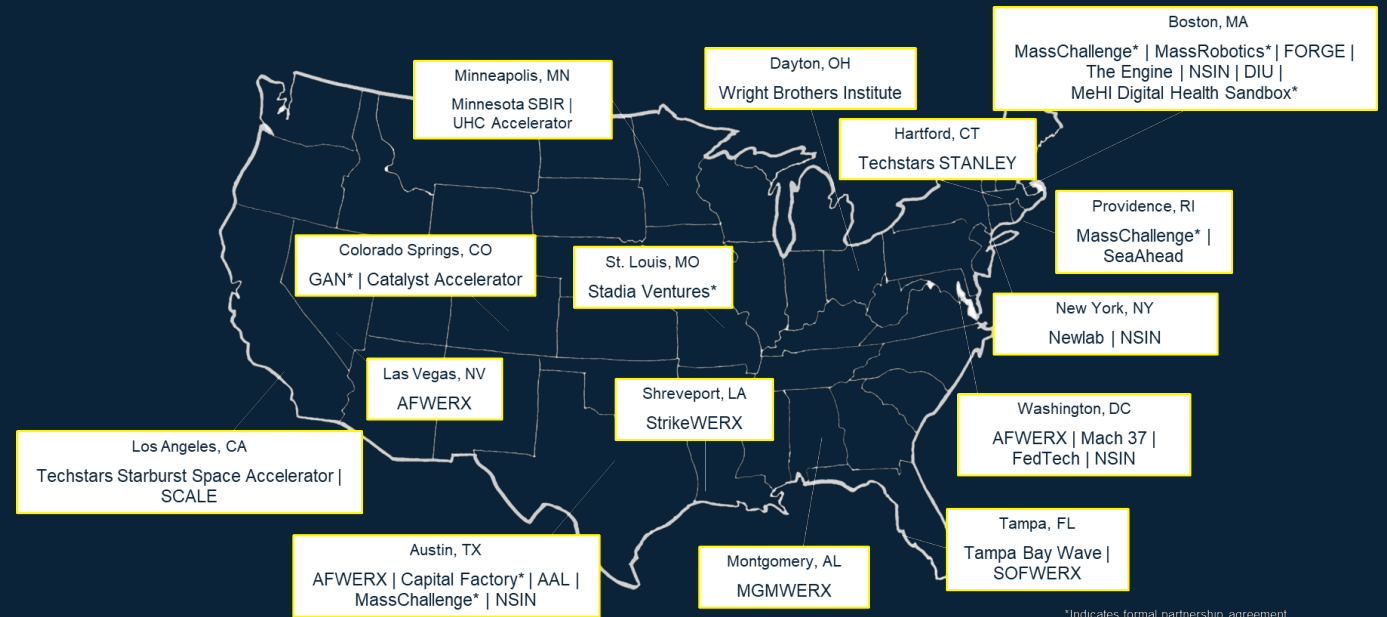 Boston, MA
MassChallenge* | MassRobotics* | FORGE |
The Engine | NSIN | DIU |
MeHI Digital Health Sandbox*
Minneapolis, MN
Minnesota SBIR |
UHC Accelerator
Dayton, OH
Wright Brothers Institute
Hartford, CT
Techstars STANLEY
Providence, RI
MassChallenge* |
SeaAhead
Colorado Springs, CO
GAN* | Catalyst Accelerator
St. Louis, MO
Stadia Ventures*
New York, NY
Newlab | NSIN
Las Vegas, NV
AFWERX
Shreveport, LA
StrikeWERX
Washington, DC
AFWERX | Mach 37 |
FedTech | NSIN
Los Angeles, CA
Techstars Starburst Space Accelerator |
SCALE
Tampa, FL
Tampa Bay Wave |
SOFWERX
Austin, TX
AFWERX | Capital Factory* | AAL |
MassChallenge* | NSIN
Montgomery, AL
MGMWERX
*Indicates formal partnership agreement